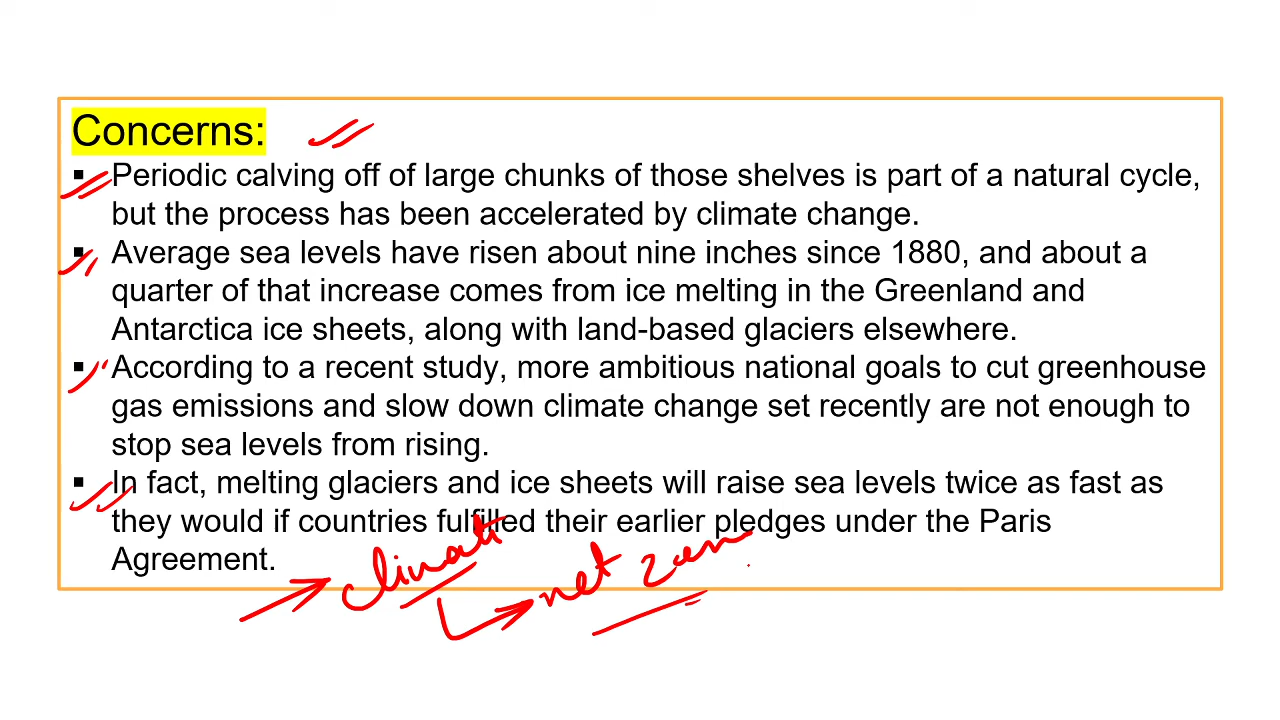 Concerns:
▪ Periodic calving off of large chunks of those shelves is part of a natural cycle,
but the process has been accelerated by climate change.
▪ Average sea levels have risen about nine inches since 1880, and about a
quarter of that increase comes from ice melting in the Greenland and
Antarctica ice sheets, along with land-based glaciers elsewhere.
▪ According to a recent study, more ambitious national goals to cut greenhouse
gas emissions and slow down climate change set recently are not enough to
stop sea levels from rising.
▪ In fact, melting glaciers and ice sheets will raise sea levels twice as fast as
they would if countries fulfilled their earlier pledges under the Paris
Agreement.
climate
net